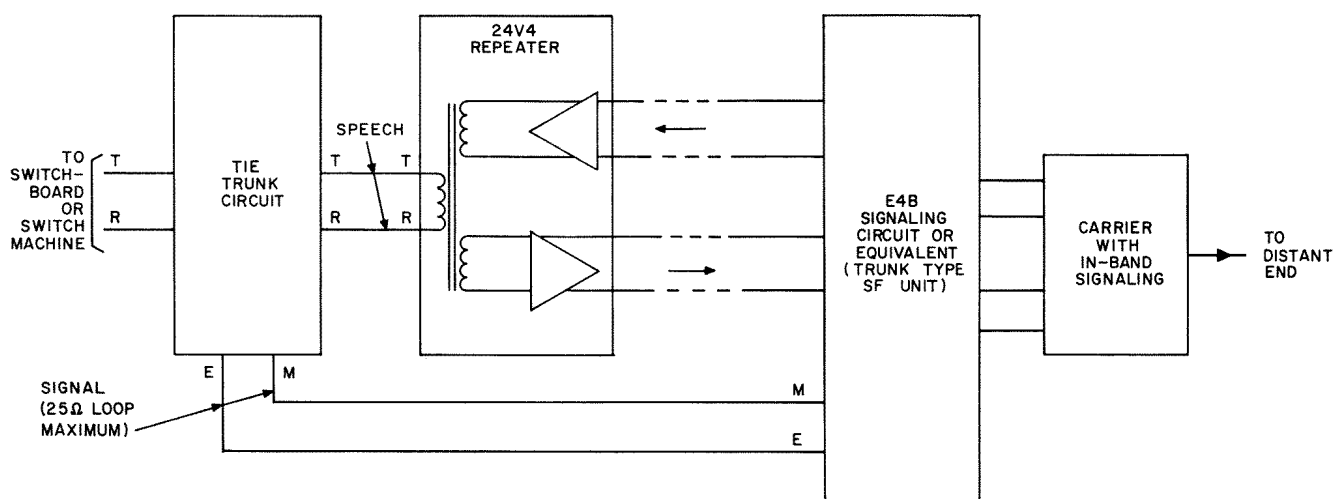 TO
SWITCH-
BOARD
OR
SWITCH
MACHINE
T
R
TIE
TRUNK
CIRCUIT
SPEECH
T
T
R
R
24V4
REPEATER
E4B
SIGNALING
CIRCUIT OR
EQUIVALENT
(TRUNK TYPE
SF UNIT)
CARRIER
WITH
IN-BAND
SIGNALING
TO
DISTANT
END
E
M
SIGNAL
(25Ω LOOP
MAXIMUM)
M
E